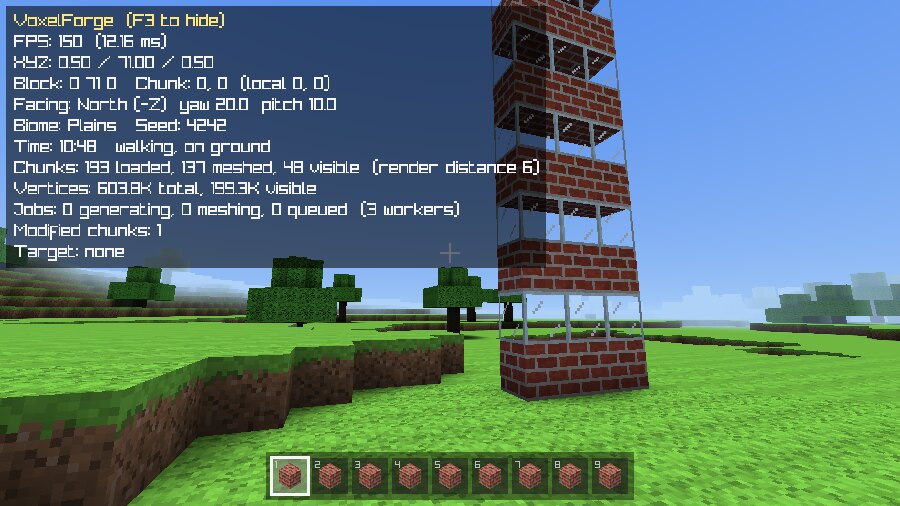 VoxelForge (F3 to hide)
FPS: 150 (12.16 ms)
XYZ: 0.50 / 71.00 / 0.50
Block: 0 71 0 Chunk: 0, 0 (local 0, 0)
Facing: North (-Z) yaw 20.0 pitch 10.0
Biome: Plains Seed: 4242
Time: 10:48 walking, on ground
Chunks: 193 loaded, 137 meshed, 48 visible (render distance 6)
Vertices: 603.8K total, 199.3K visible
Jobs: 0 generating, 0 meshing, 0 queued (3 workers)
Modified chunks: 1
Target: none
1 2 3 4 5 6 7 8 9